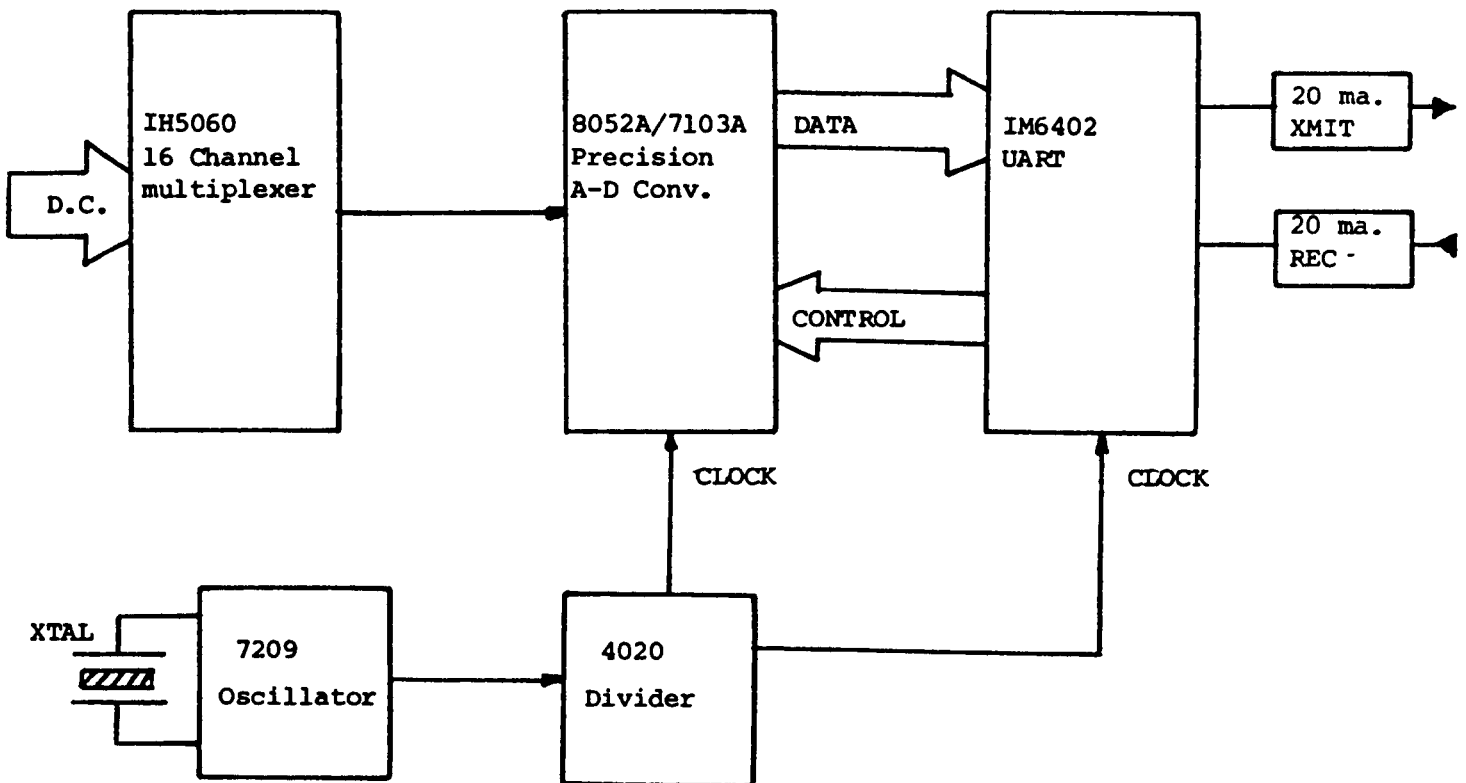 D.C.
IH5060
16 Channel
multiplexer
8052A/7103A
Precision
A-D Conv.
DATA
CONTROL
IM6402
UART
20 ma.
XMIT
20 ma.
REC
CLOCK
CLOCK
XTAL
7209
Oscillator
4020
Divider